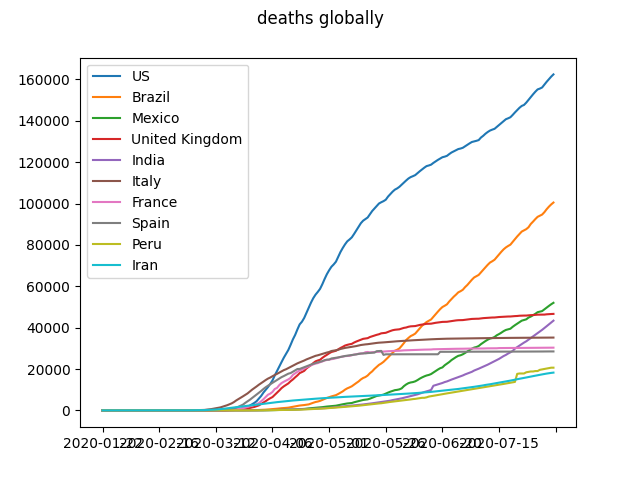 deaths globally
US
Brazil
Mexico
United Kingdom
India
Italy
France
Spain
Peru
Iran
160000
140000
120000
100000
80000
60000
40000
20000
0
2020-01-22 2020-02-16 2020-03-12 2020-04-06 2020-05-01 2020-05-26 2020-06-20 2020-07-15